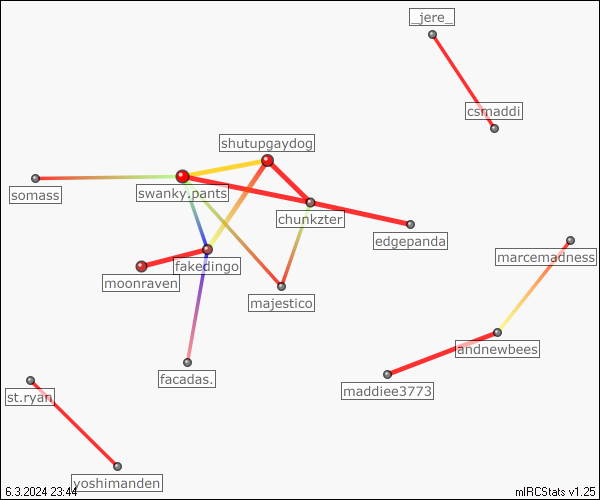 _jere_
csmaddi
shutupgaydog
somass
swanky.pants
chunkzter
edgepanda
marcemadness
fakedingo
moonraven
majestico
andnewbees
facadas.
maddiee3773
st.ryan
yoshimanden
6.3.2024 23:44
mIRCStats v1.25